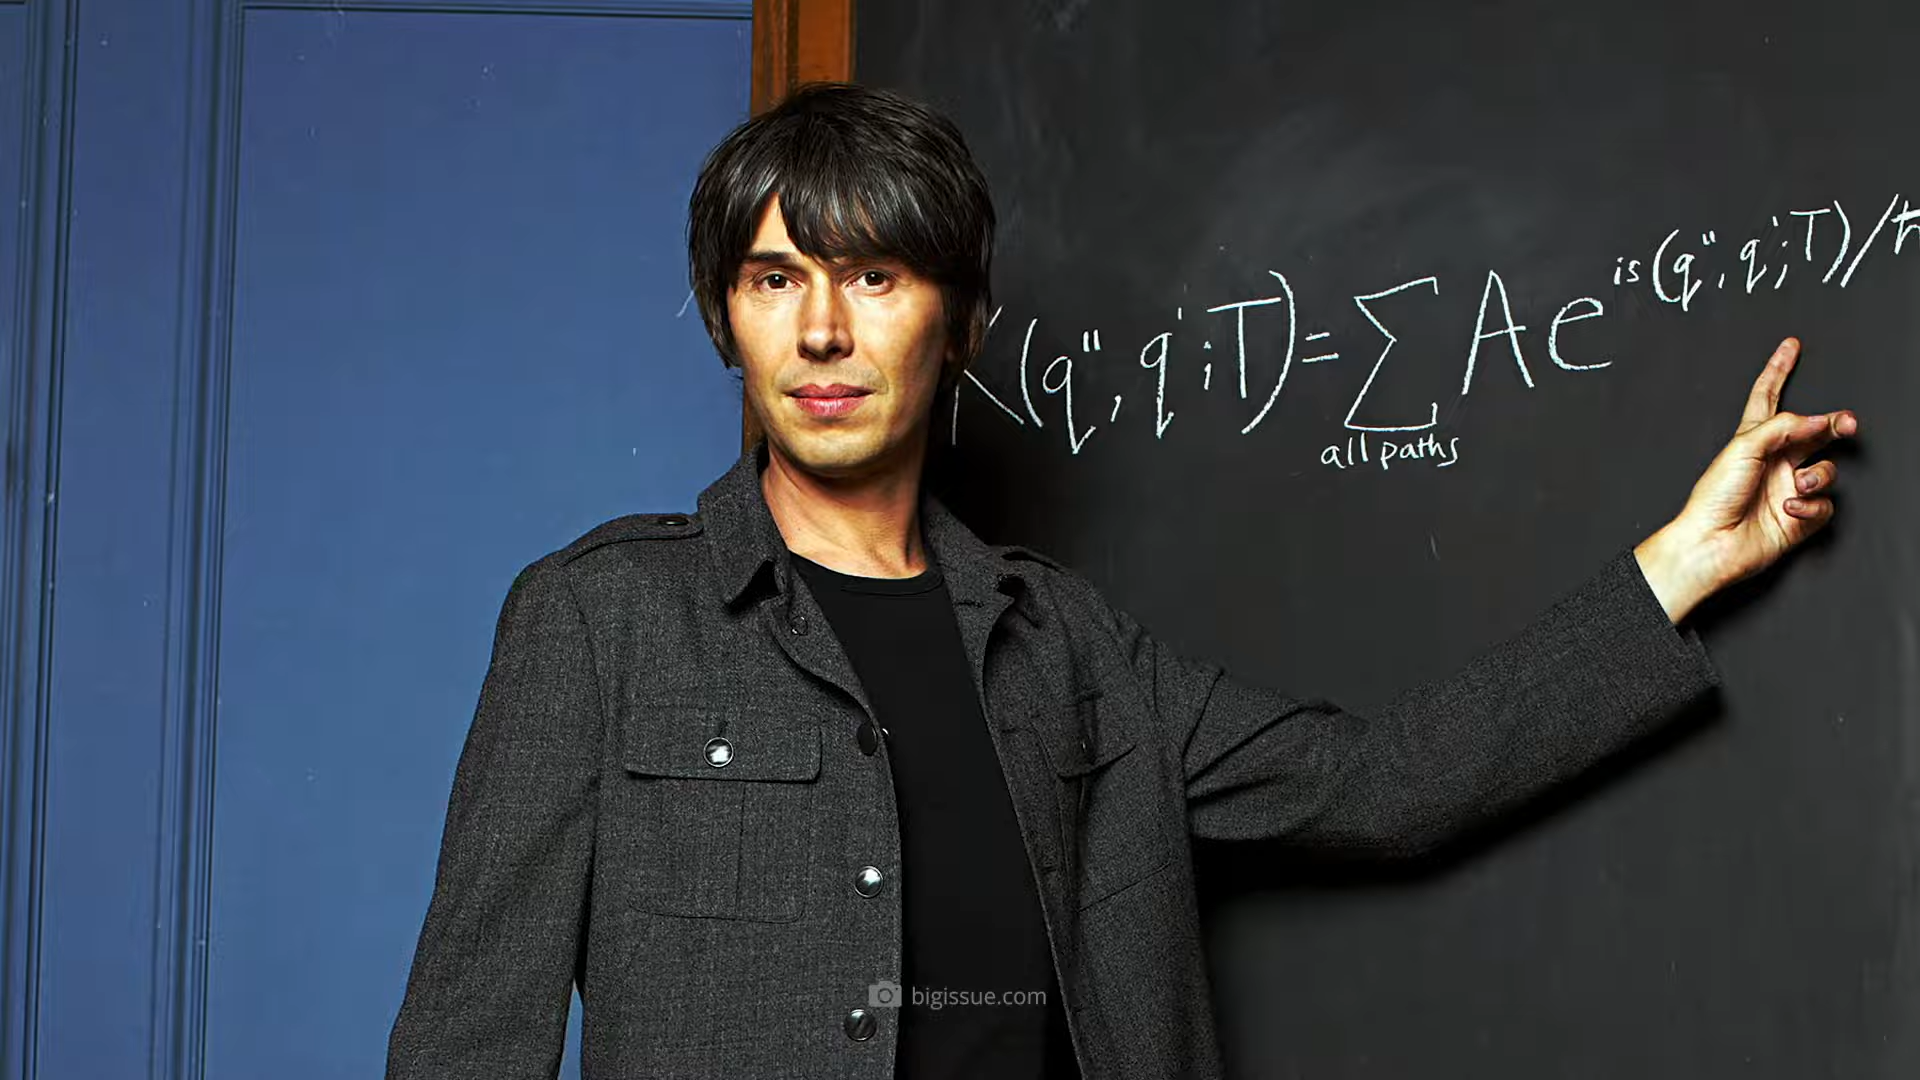 K(q", q';T)=∑Ae^is(q",q';T)/ℏ
all paths
bigissue.com